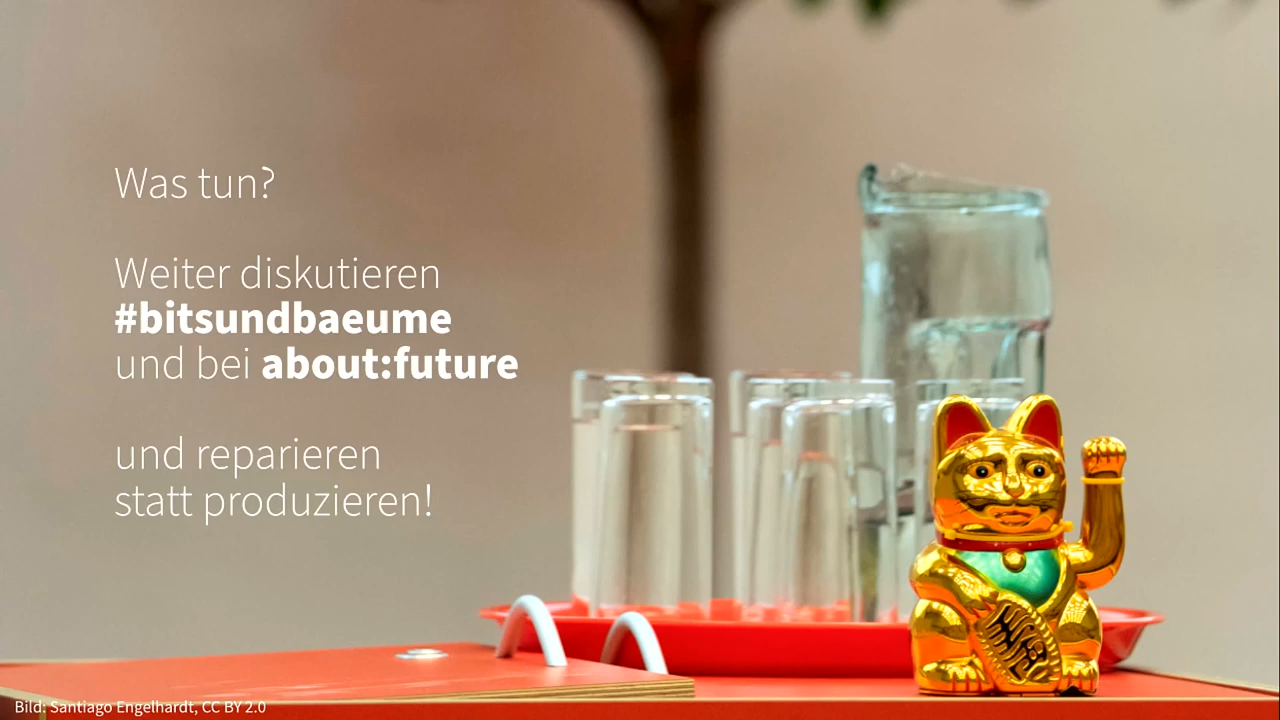 Was tun?
Weiter diskutieren
#bitsundbaeume
und bei about:future
und reparieren
statt produzieren!
Bild: Santiago Engelhardt, CC BY 2.0